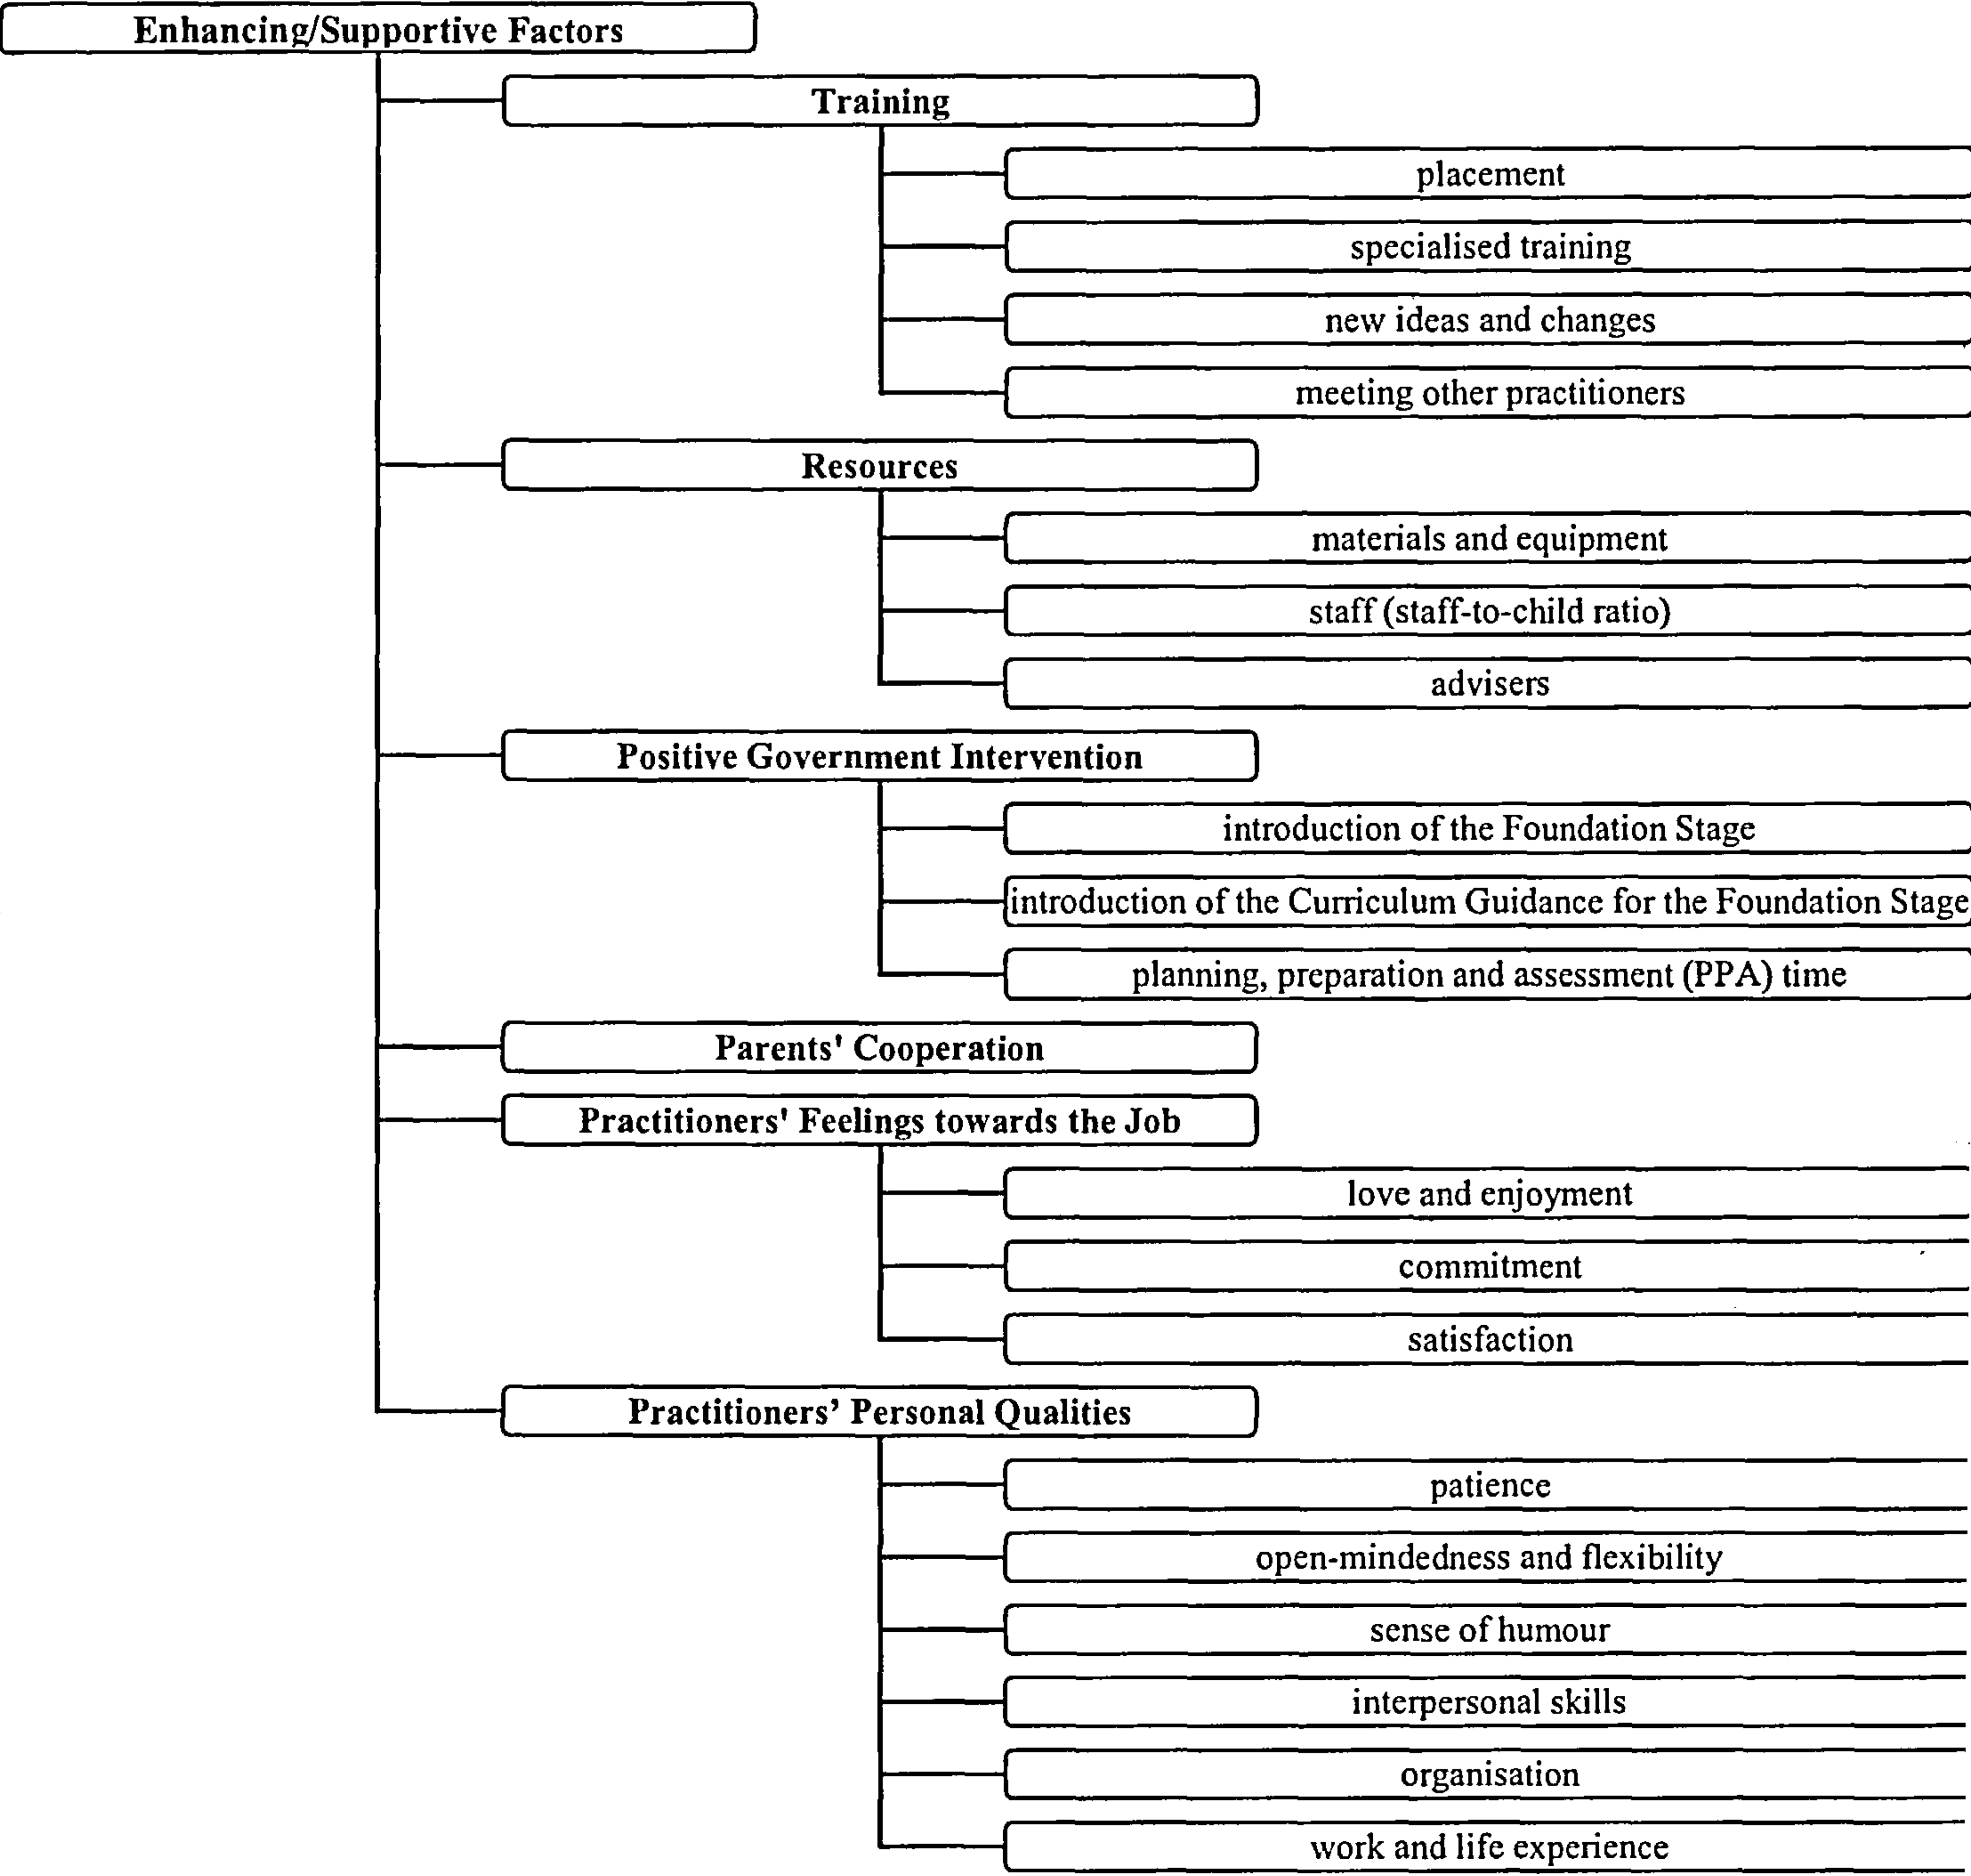 Enhancing/Supportive Factors
Training
placement
specialised training
new ideas and changes
meeting other practitioners
Resources
materials and equipment
staff (staff-to-child ratio)
advisers
Positive Government Intervention
introduction of the Foundation Stage
introduction of the Curriculum Guidance for the Foundation Stage
planning, preparation and assessment (PPA) time
Parents' Cooperation
Practitioners' Feelings towards the Job
love and enjoyment
commitment
satisfaction
Practitioners’ Personal Qualities
patience
open-mindedness and flexibility
sense of humour
interpersonal skills
organisation
work and life experience